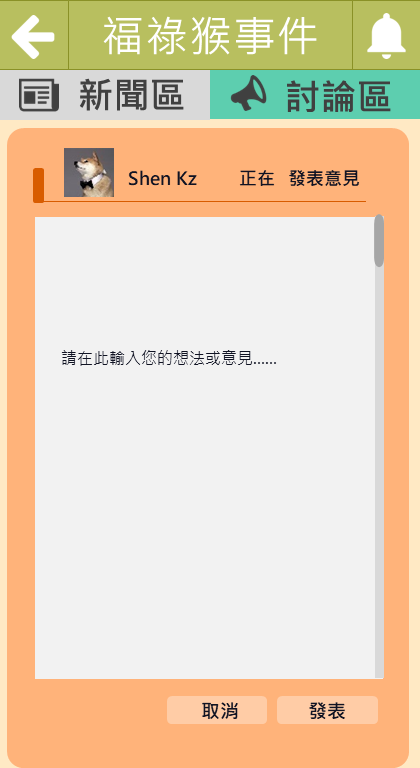 福祿猴事件
新聞區 討論區
Shen Kz 正在 發表意見
請在此輸入您的想法或意見......
取消 發表